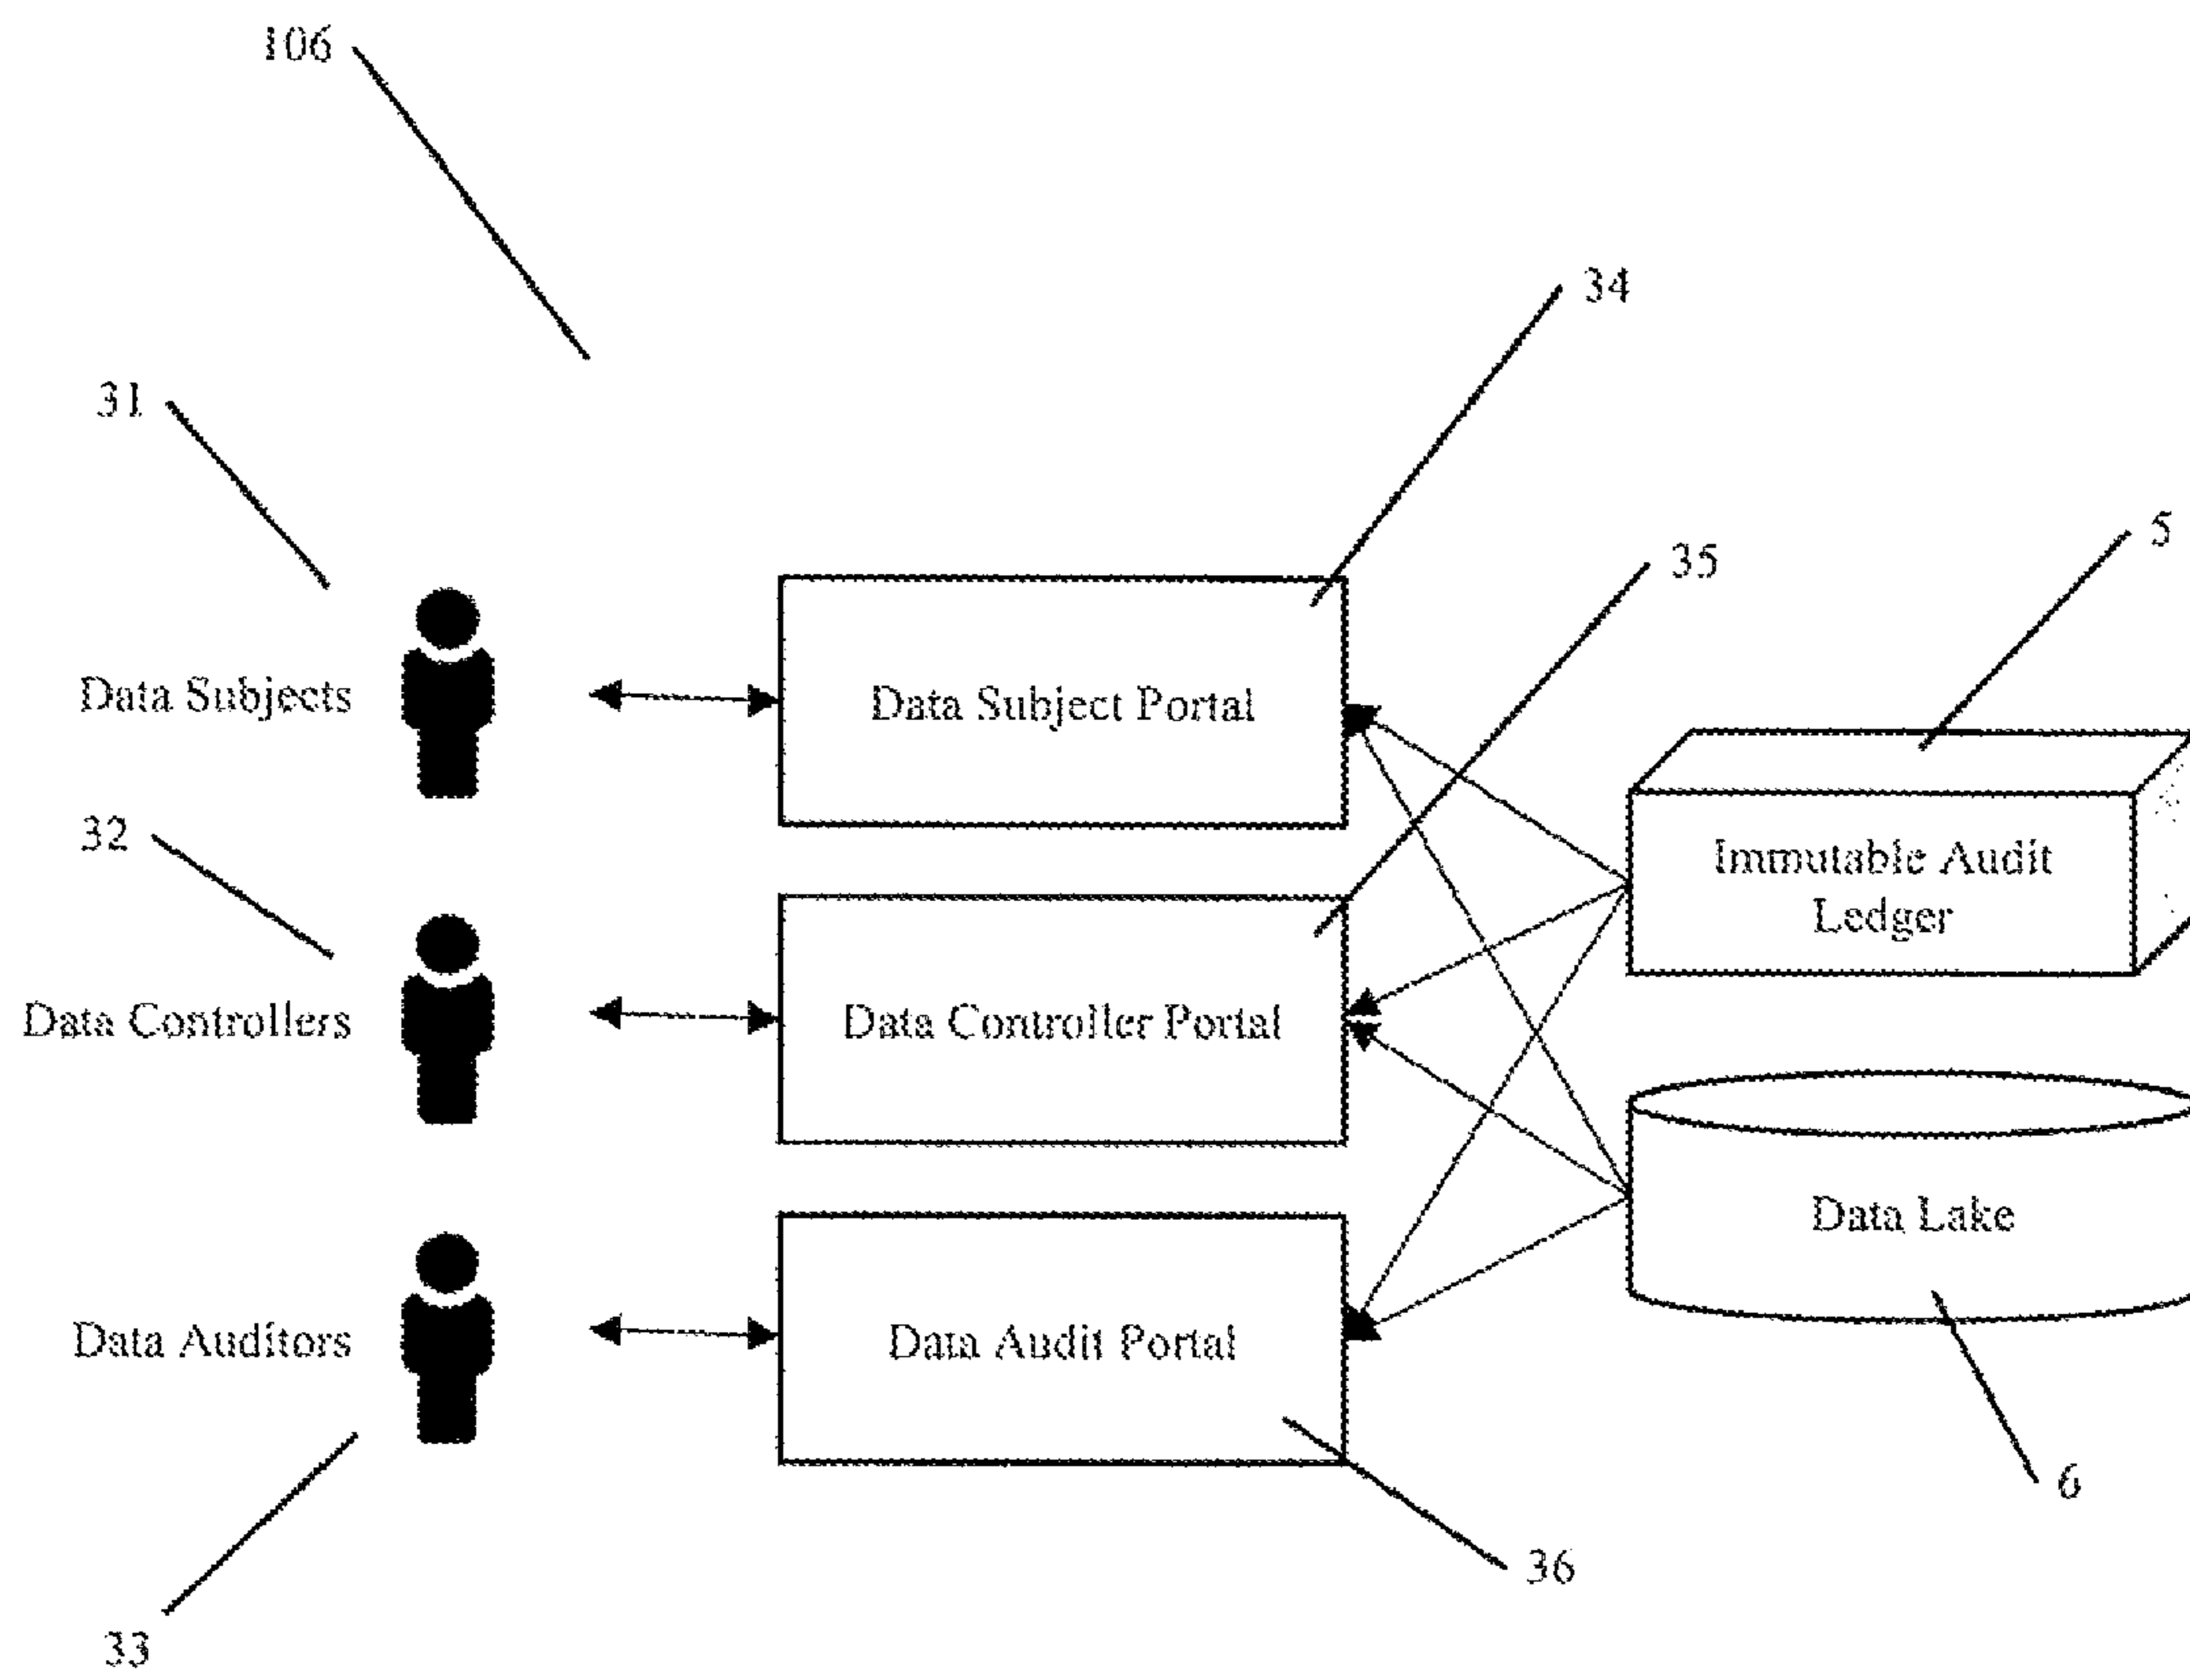 106
34
31
5
35
Data Subjects
Data Subject Portal
32
Immutable Audit
Ledger
Data Controllers
Data Controller Portal
Data Lake
Data Auditors
Data Audit Portal
6
36
33